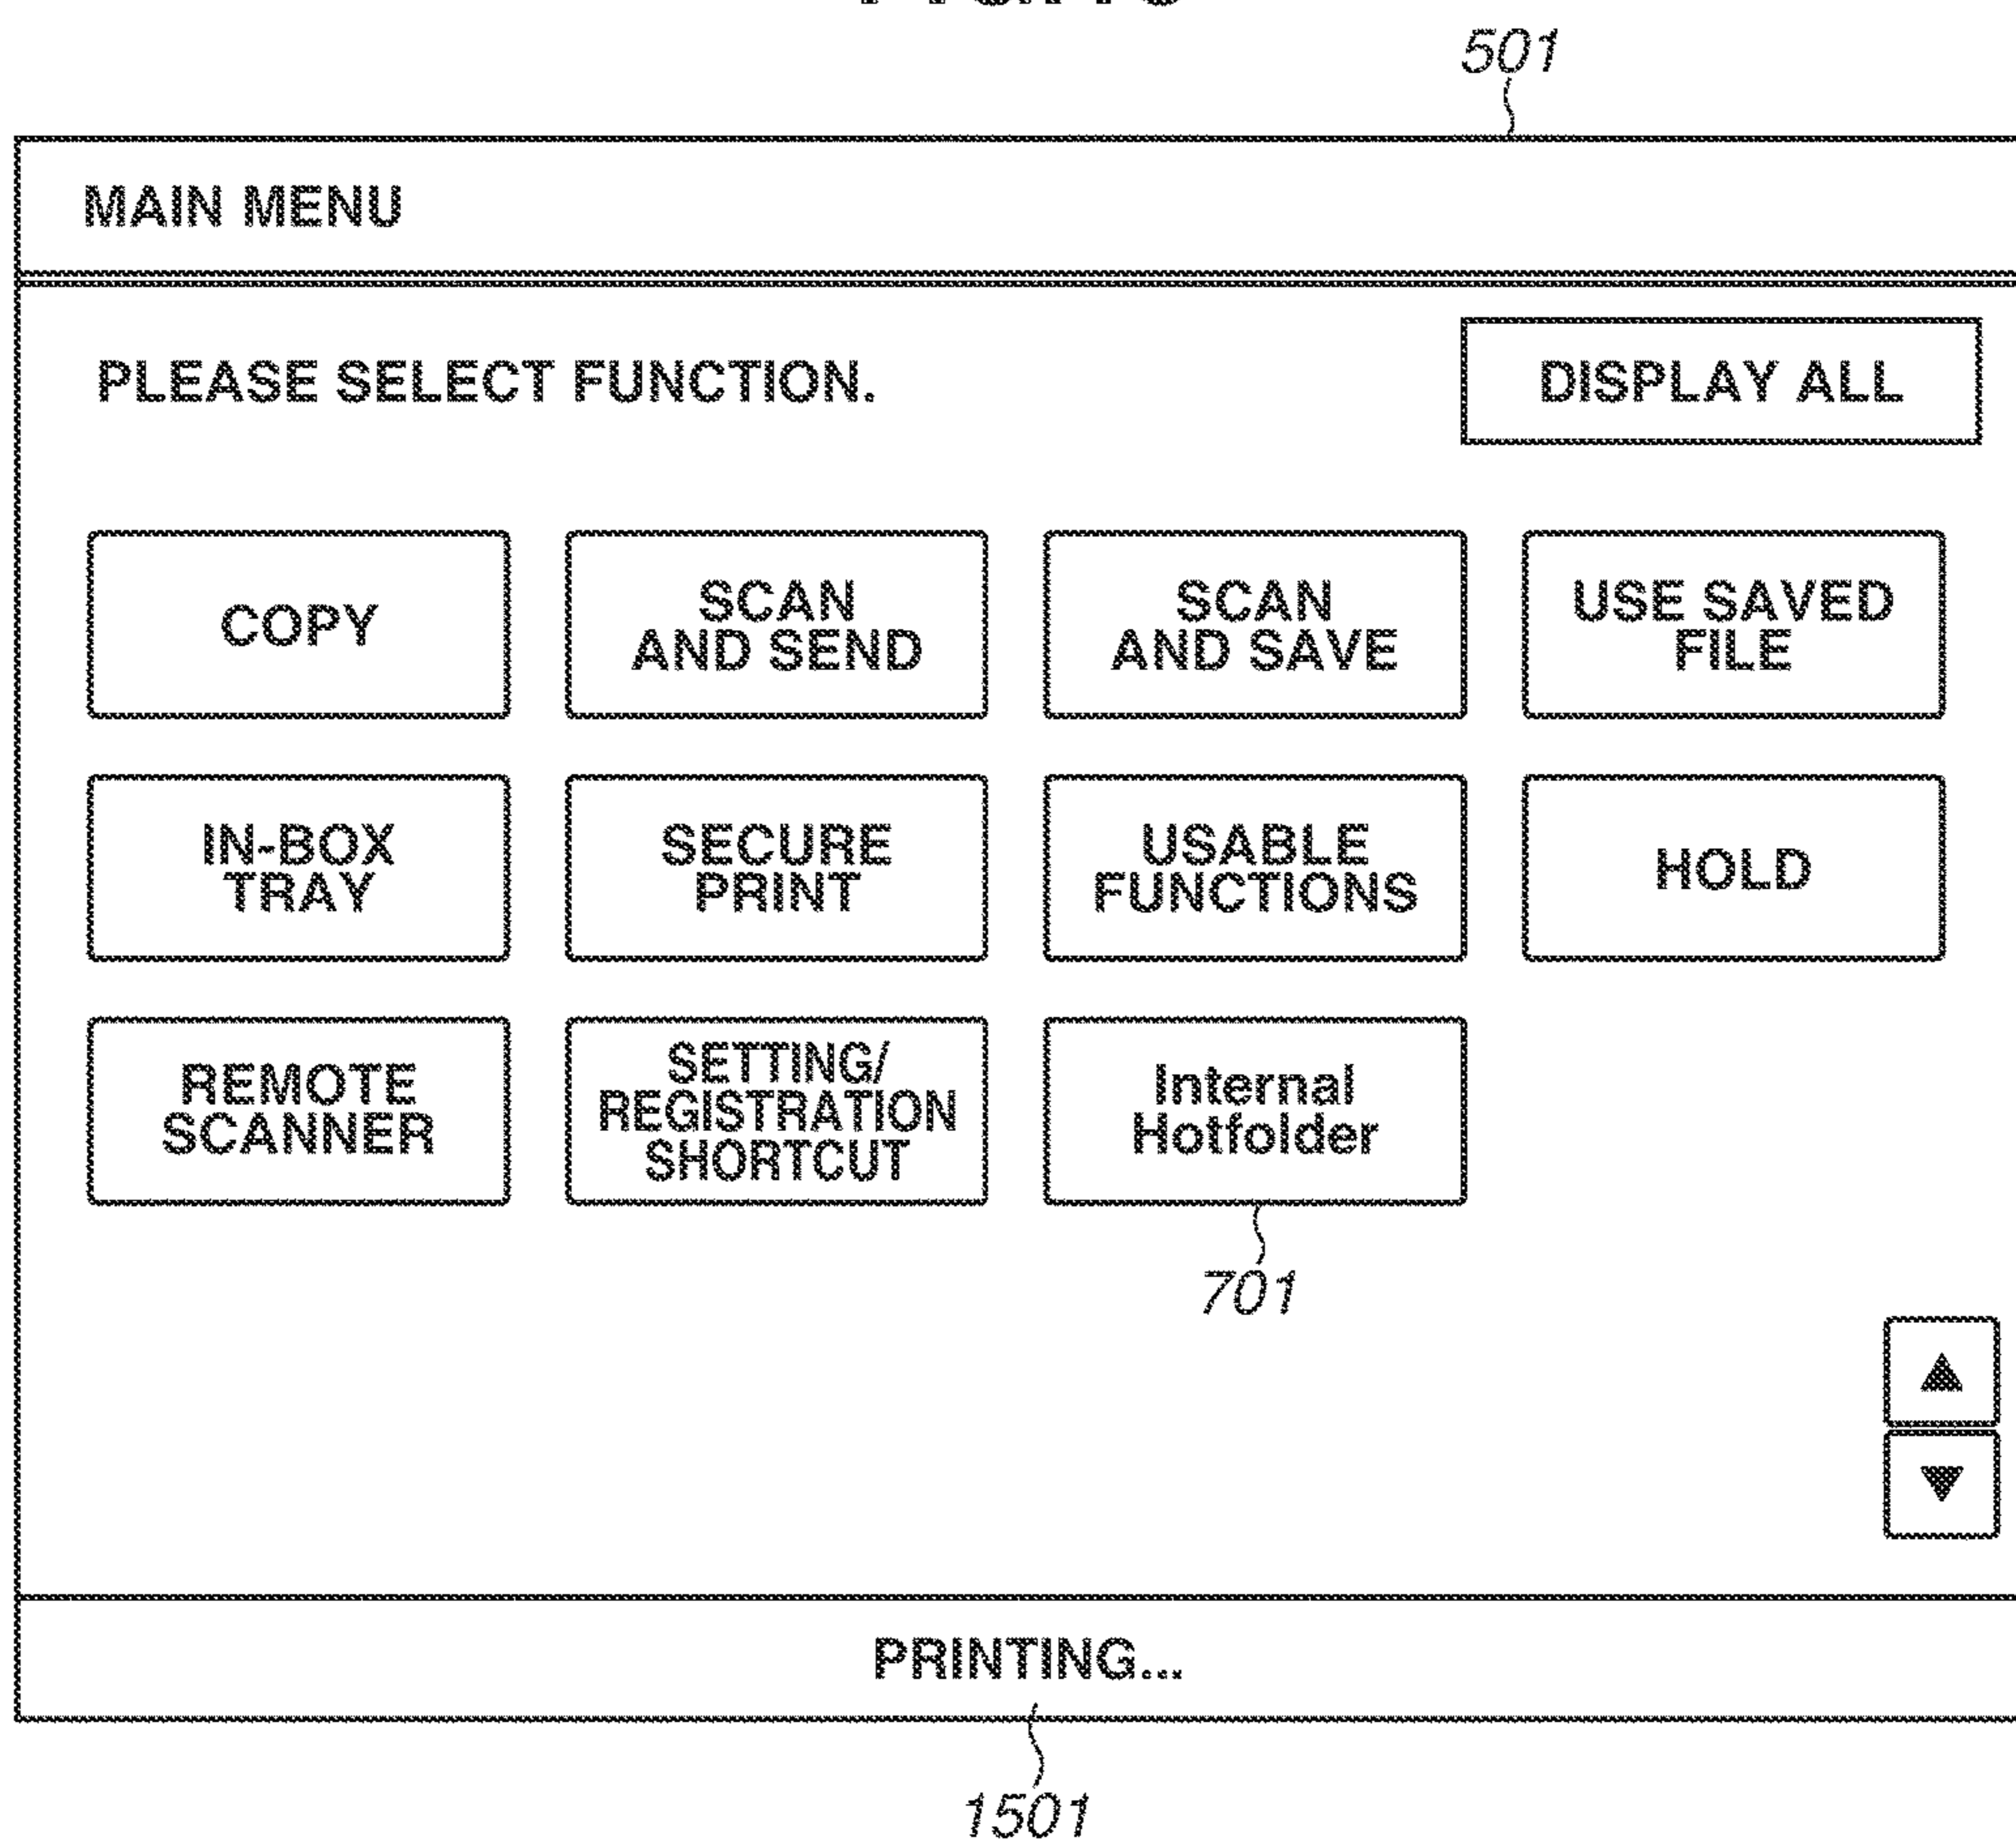 501
MAIN MENU
PLEASE SELECT FUNCTION.
DISPLAY ALL
COPY
SCAN
AND SEND
SCAN
AND SAVE
USE SAVED
FILE
IN-BOX
TRAY
SECURE
PRINT
USABLE
FUNCTIONS
HOLD
REMOTE
SCANNER
SETTING/
REGISTRATION
SHORTCUT
Internal
Hotfolder
701
▲
▼
PRINTING...
1501